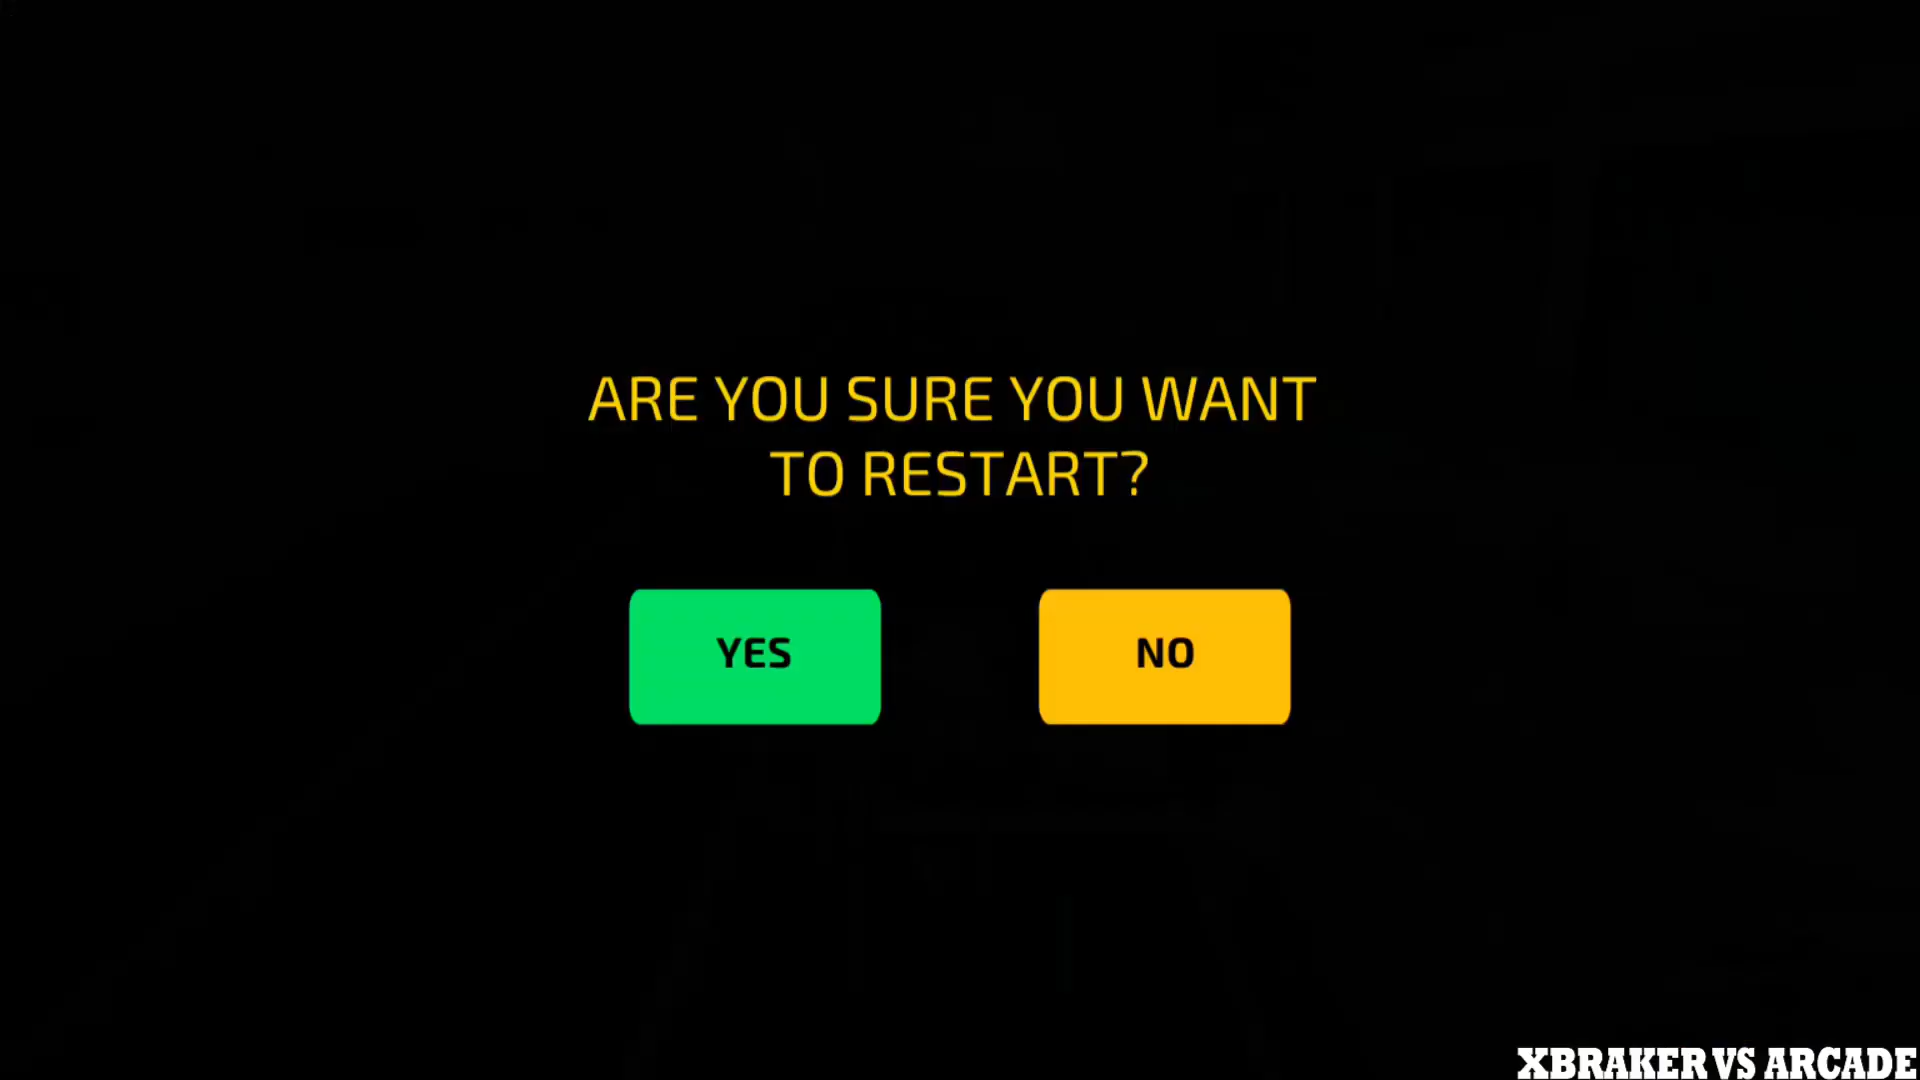 ARE YOU SURE YOU WANT
TO RESTART?
YES
NO
XBRAKER VS ARCADE